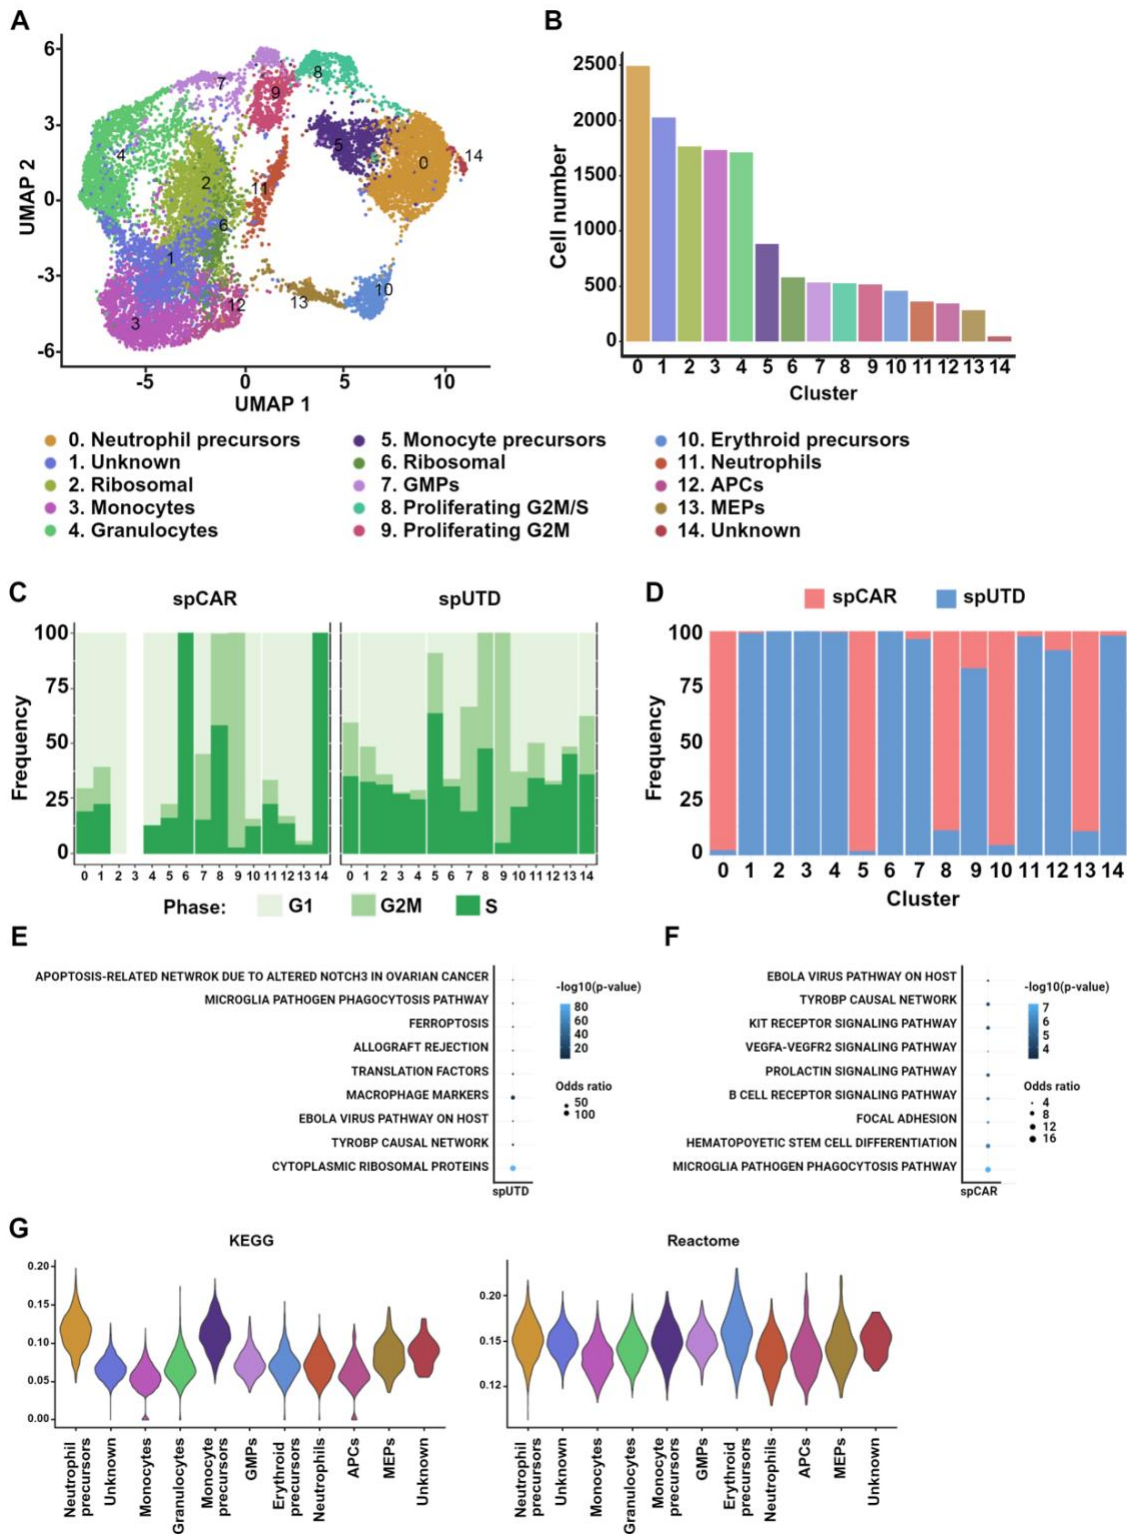 A
6
3
0
-3
-6
UMAP 2
-5
0
5
10
UMAP 1
0
1
2
3
4
5
6
7
8
9
10
11
12
13
14
B
2500
2000
1500
1000
500
0
Cell number
0 1 2 3 4 5 6 7 8 9 10 11 12 13 14
Cluster
0. Neutrophil precursors
1. Unknown
2. Ribosomal
3. Monocytes
4. Granulocytes
5. Monocyte precursors
6. Ribosomal
7. GMPs
8. Proliferating G2M/S
9. Proliferating G2M
10. Erythroid precursors
11. Neutrophils
12. APCs
13. MEPs
14. Unknown
C
spCAR
spUTD
100
75
50
25
0
Frequency
0 1 2 3 4 5 6 7 8 9 10 11 12 13 14
0 1 2 3 4 5 6 7 8 9 10 11 12 13 14
Phase: G1 G2M S
D
spCAR spUTD
100
75
50
25
0
Frequency
0 1 2 3 4 5 6 7 8 9 10 11 12 13 14
Cluster
E
APOPTOSIS-RELATED NETWROK DUE TO ALTERED NOTCH3 IN OVARIAN CANCER
MICROGLIA PATHOGEN PHAGOCYTOSIS PATHWAY
FERROPTOSIS
ALLOGRAFT REJECTION
TRANSLATION FACTORS
MACROPHAGE MARKERS
EBOLA VIRUS PATHWAY ON HOST
TYROBP CAUSAL NETWORK
CYTOPLASMIC RIBOSOMAL PROTEINS
spUTD
-log10(p-value)
80
60
40
20
Odds ratio
50
100
F
EBOLA VIRUS PATHWAY ON HOST
TYROBP CAUSAL NETWORK
KIT RECEPTOR SIGNALING PATHWAY
VEGFA-VEGFR2 SIGNALING PATHWAY
PROLACTIN SIGNALING PATHWAY
B CELL RECEPTOR SIGNALING PATHWAY
FOCAL ADHESION
HEMATOPOYETIC STEM CELL DIFFERENTIATION
MICROGLIA PATHOGEN PHAGOCYTOSIS PATHWAY
spCAR
-log10(p-value)
7
6
5
4
Odds ratio
4
8
12
16
G
KEGG
0.20
0.15
0.10
0.05
0.00
Neutrophil
precursors
Unknown
Monocytes
Granulocytes
Monocyte
precursors
GMPs
Erythroid
precursors
Neutrophils
APCs
MEPs
Unknown
Reactome
0.20
0.15
0.12
Neutrophil
precursors
Unknown
Monocytes
Granulocytes
Monocyte
precursors
GMPs
Erythroid
precursors
Neutrophils
APCs
MEPs
Unknown